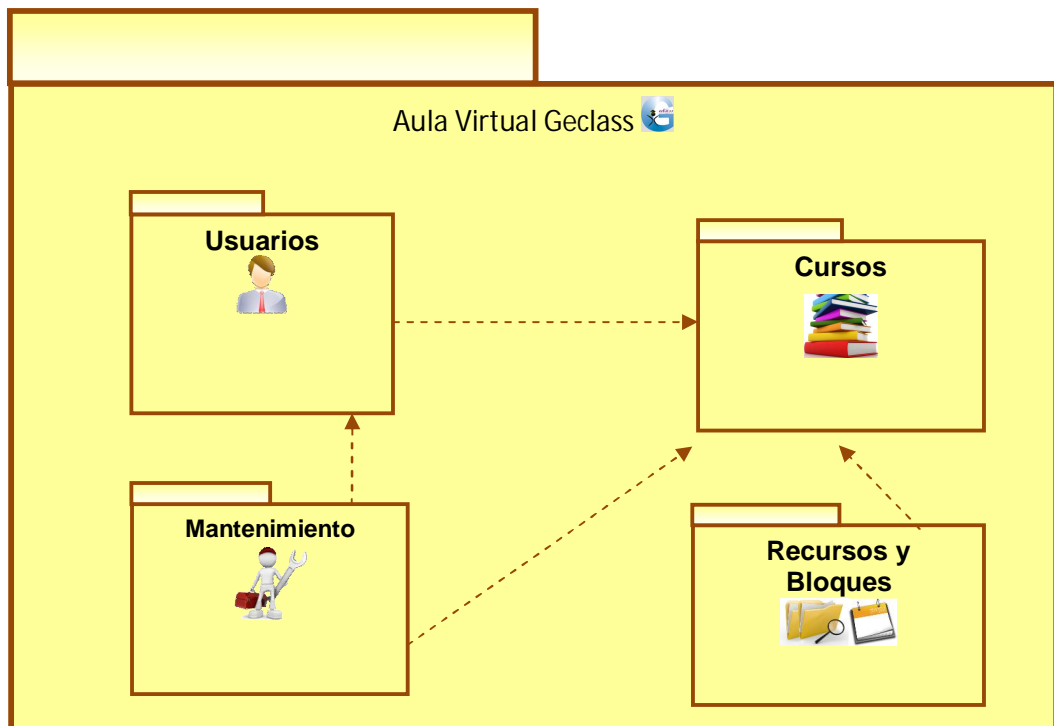 Aula Virtual Geclass
Usuarios
Cursos
Mantenimiento
Recursos y
Bloques